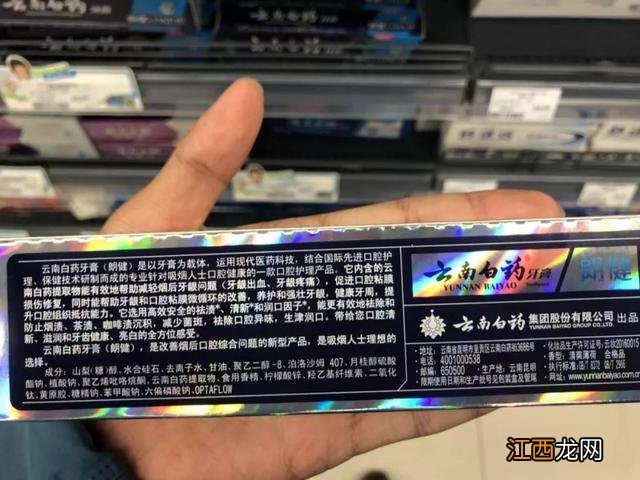 云南白药
云南白药牙膏（朗健）是以牙膏为载体，运用现代医药科技，结合国际先进口腔护
理、保健技术研制而成的专业针对吸烟人士口腔健康的一款口腔护理产品。它内含的云
南白药提取物能有效地帮助减轻烟后牙龈问题（牙龈出血、牙龈疼痛），促进口腔粘膜
损伤修复，同时能帮助牙龈和口腔粘膜微循环的改善，养护和强壮牙龈，健康牙周，提
升口腔组织抵抗能力。它选用高效安全的祛渍、清新和润口因子，能更有效地祛除和
防止烟渍、茶渍、咖啡渍沉积，减少菌斑，祛除口腔异味，生津润口，带给您口腔清
新、滋润和牙齿健康、亮白的全方位感受。
云南白药牙膏（朗健），是改善烟后口腔综合问题的新型产品，是吸烟人士理想的
选择。
成分：山梨（糖）醇、水合硅石、去离子水、甘油、聚乙二醇-8、泊洛沙姆 407、月桂醇硫酸
酯钠、植酸钠、聚乙烯吡咯烷酮、云南白药提取物、食用香精、柠檬酸锌、羟乙基纤维素、二氧化
钛、黄原胶、糖精钠、苯甲酸钠、六偏磷酸钠、OPTAFLOW
云南白药牙膏
YUNNAN BAIYAO Toothpaste
朗健
云南白药 集团股份有限公司 出品
YUNNAN BAIYAO GROUP CO.,LTD.
地址：云南省昆明市呈贡区云南白药街3686号
电话：4001000538
邮编：650500
生产地：云南昆明
限期使用日期和生产批号见包装盒及管尾
香型：清爽薄荷 合格品
网址：www.yunnanbaiyao.com.cn
江西龙网